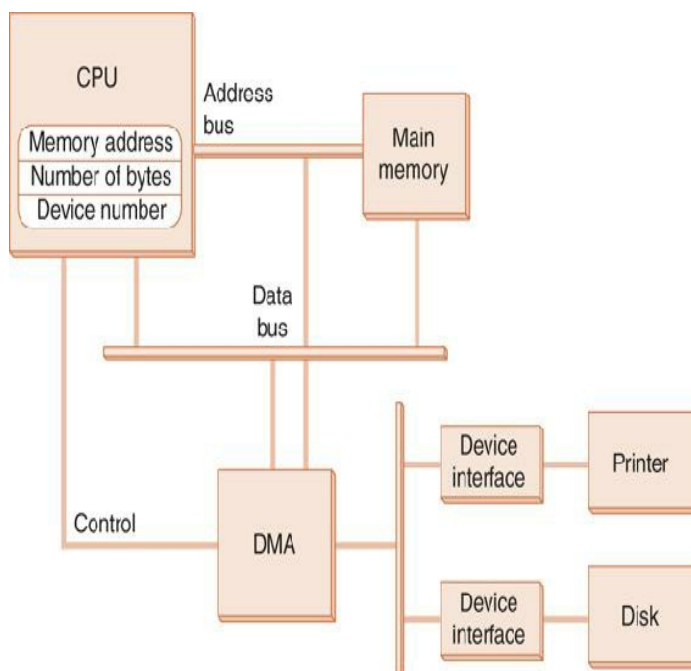 CPU
Memory address
Number of bytes
Device number
Address
bus
Main
memory
Data
bus
Control
DMA
Device
interface
Printer
Device
interface
Disk